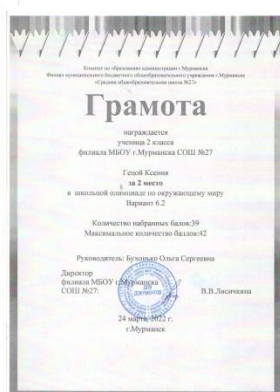 Комитет по образованию администрации г.Мурманска
Филиал муниципального бюджетного общеобразовательного учреждения г.Мурманска
«Средняя общеобразовательная школа №27»
Грамота
награждается
ученица 2 класса
филиала МБОУ г.Мурманска СОШ №27
Гецой Ксения
за 2 место
в школьной олимпиаде по окружающему миру
Вариант 6.2
Количество набранных балов:39
Максимальное количество баллов:42
Руководитель: Ольга Сергеевна
Директор
филиала МБОУ г.Мурманска
СОШ №27:
В.В.Лисичкина
ДЛЯ
ДОКУМЕНТОВ
24 марта, 2022 г.
г.Мурманск